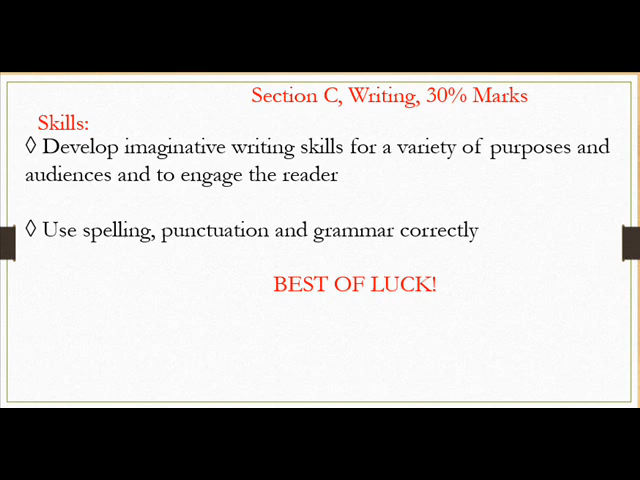 Section C, Writing, 30% Marks
Skills:
◊ Develop imaginative writing skills for a variety of purposes and
audiences and to engage the reader
◊ Use spelling, punctuation and grammar correctly
BEST OF LUCK!